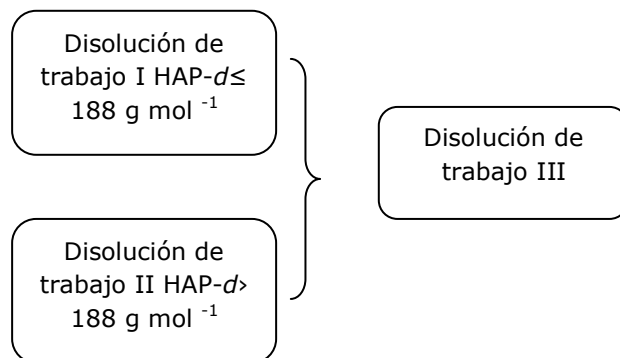 Disolución de
trabajo I HAP-d≤
188 g mol -1
Disolución de
trabajo III
Disolución de
trabajo II HAP-d›
188 g mol -1